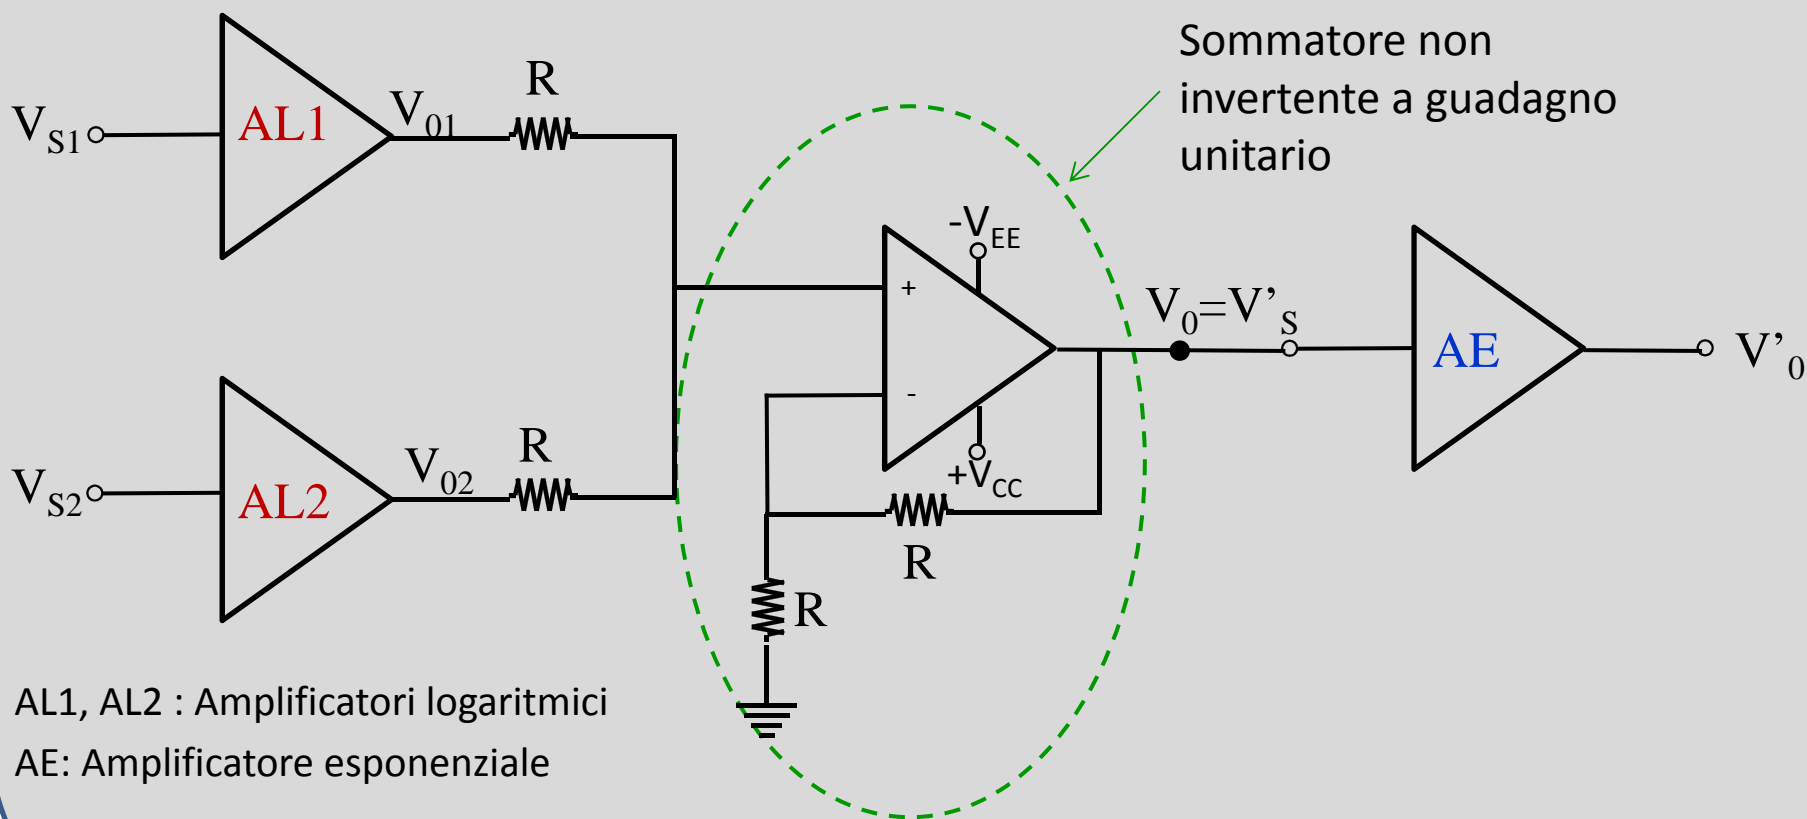 Sommatore non
invertente a guadagno
unitario
R
V01
VS1
AL1
-VEE
+
V0=V'S
AE
V'0
-
R
V02
+VCC
VS2
AL2
R
R
AL1, AL2 : Amplificatori logaritmici
AE: Amplificatore esponenziale